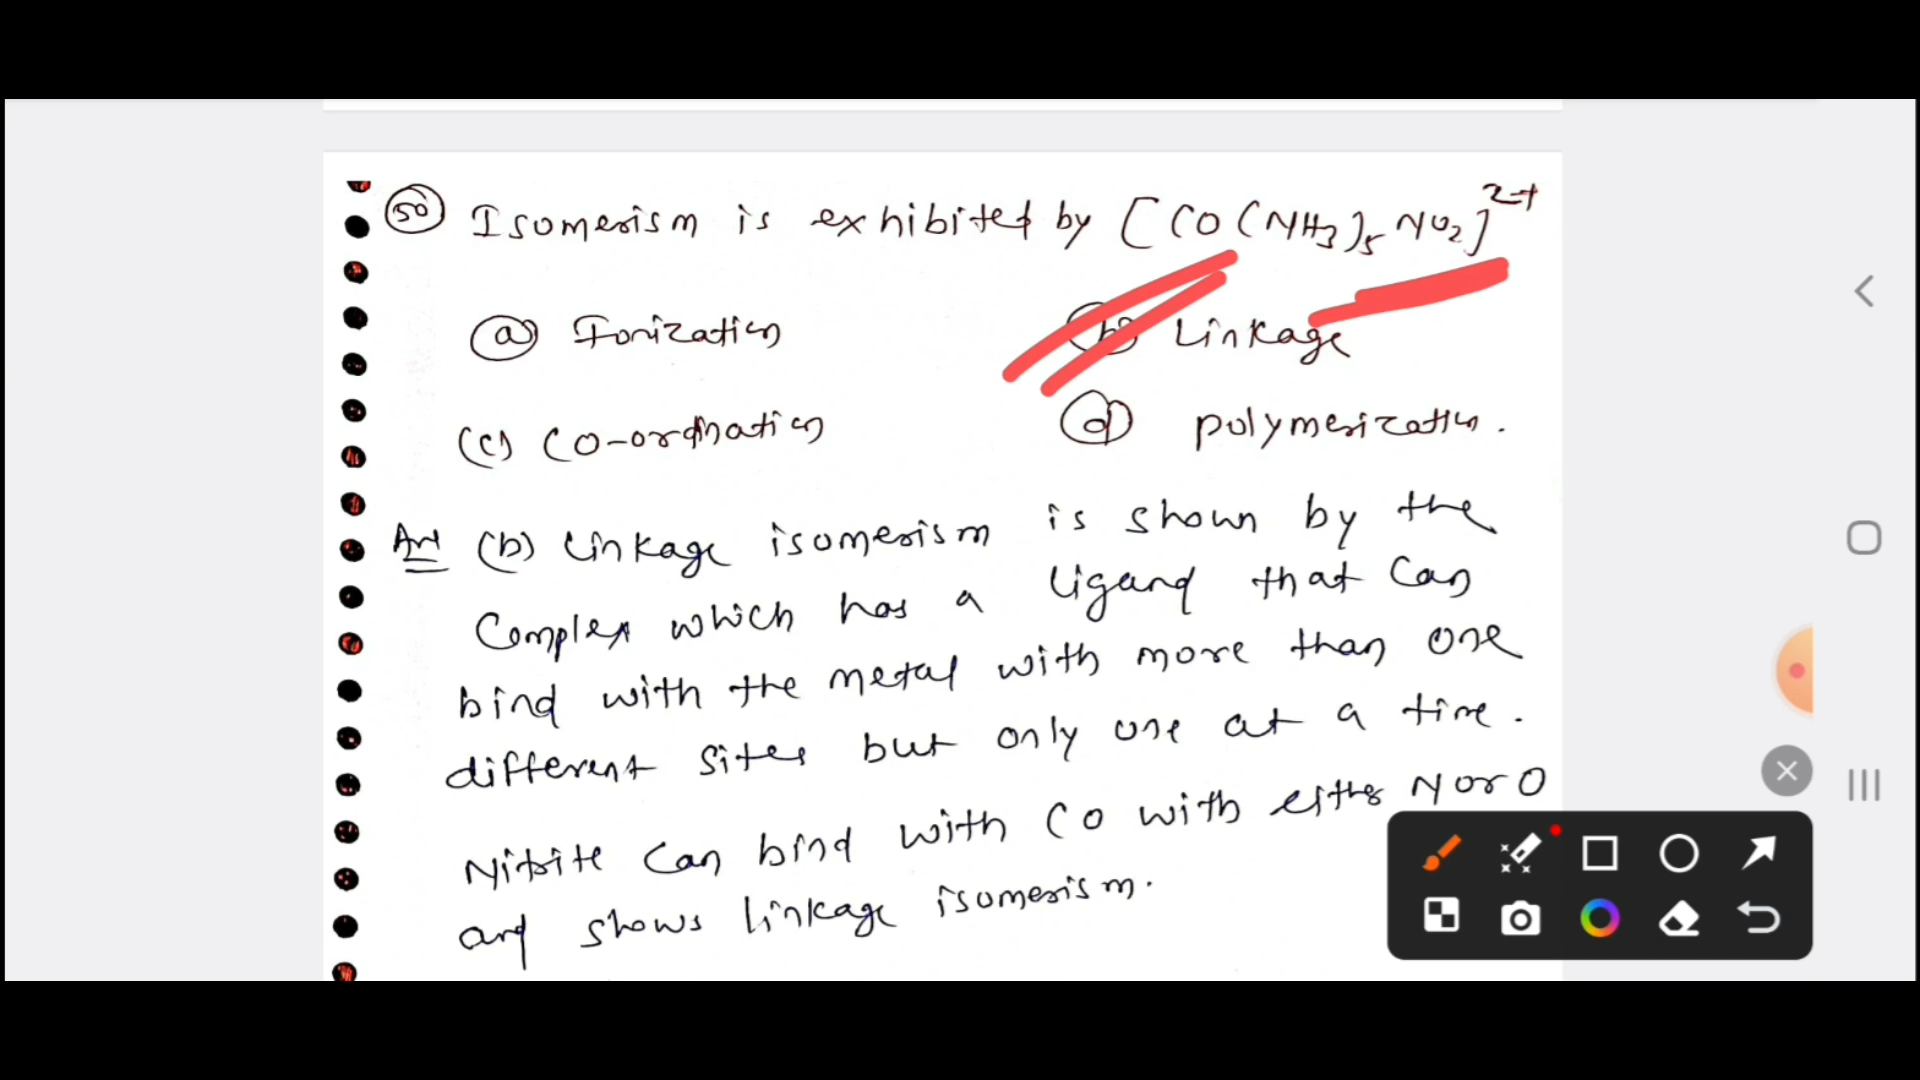 50 Isomerism is exhibited by [CO(NH3)5 NO2]2+
(a) Ionization (b) Linkage
(c) CO-ordination (d) polymerization.
Ans (b) Linkage isomerism is shown by the
Complex which has a ligand that can
bind with the metal with more than one
different sites but only one at a time.
Nitrite can bind with CO with either N or O
and shows linkage isomerism.